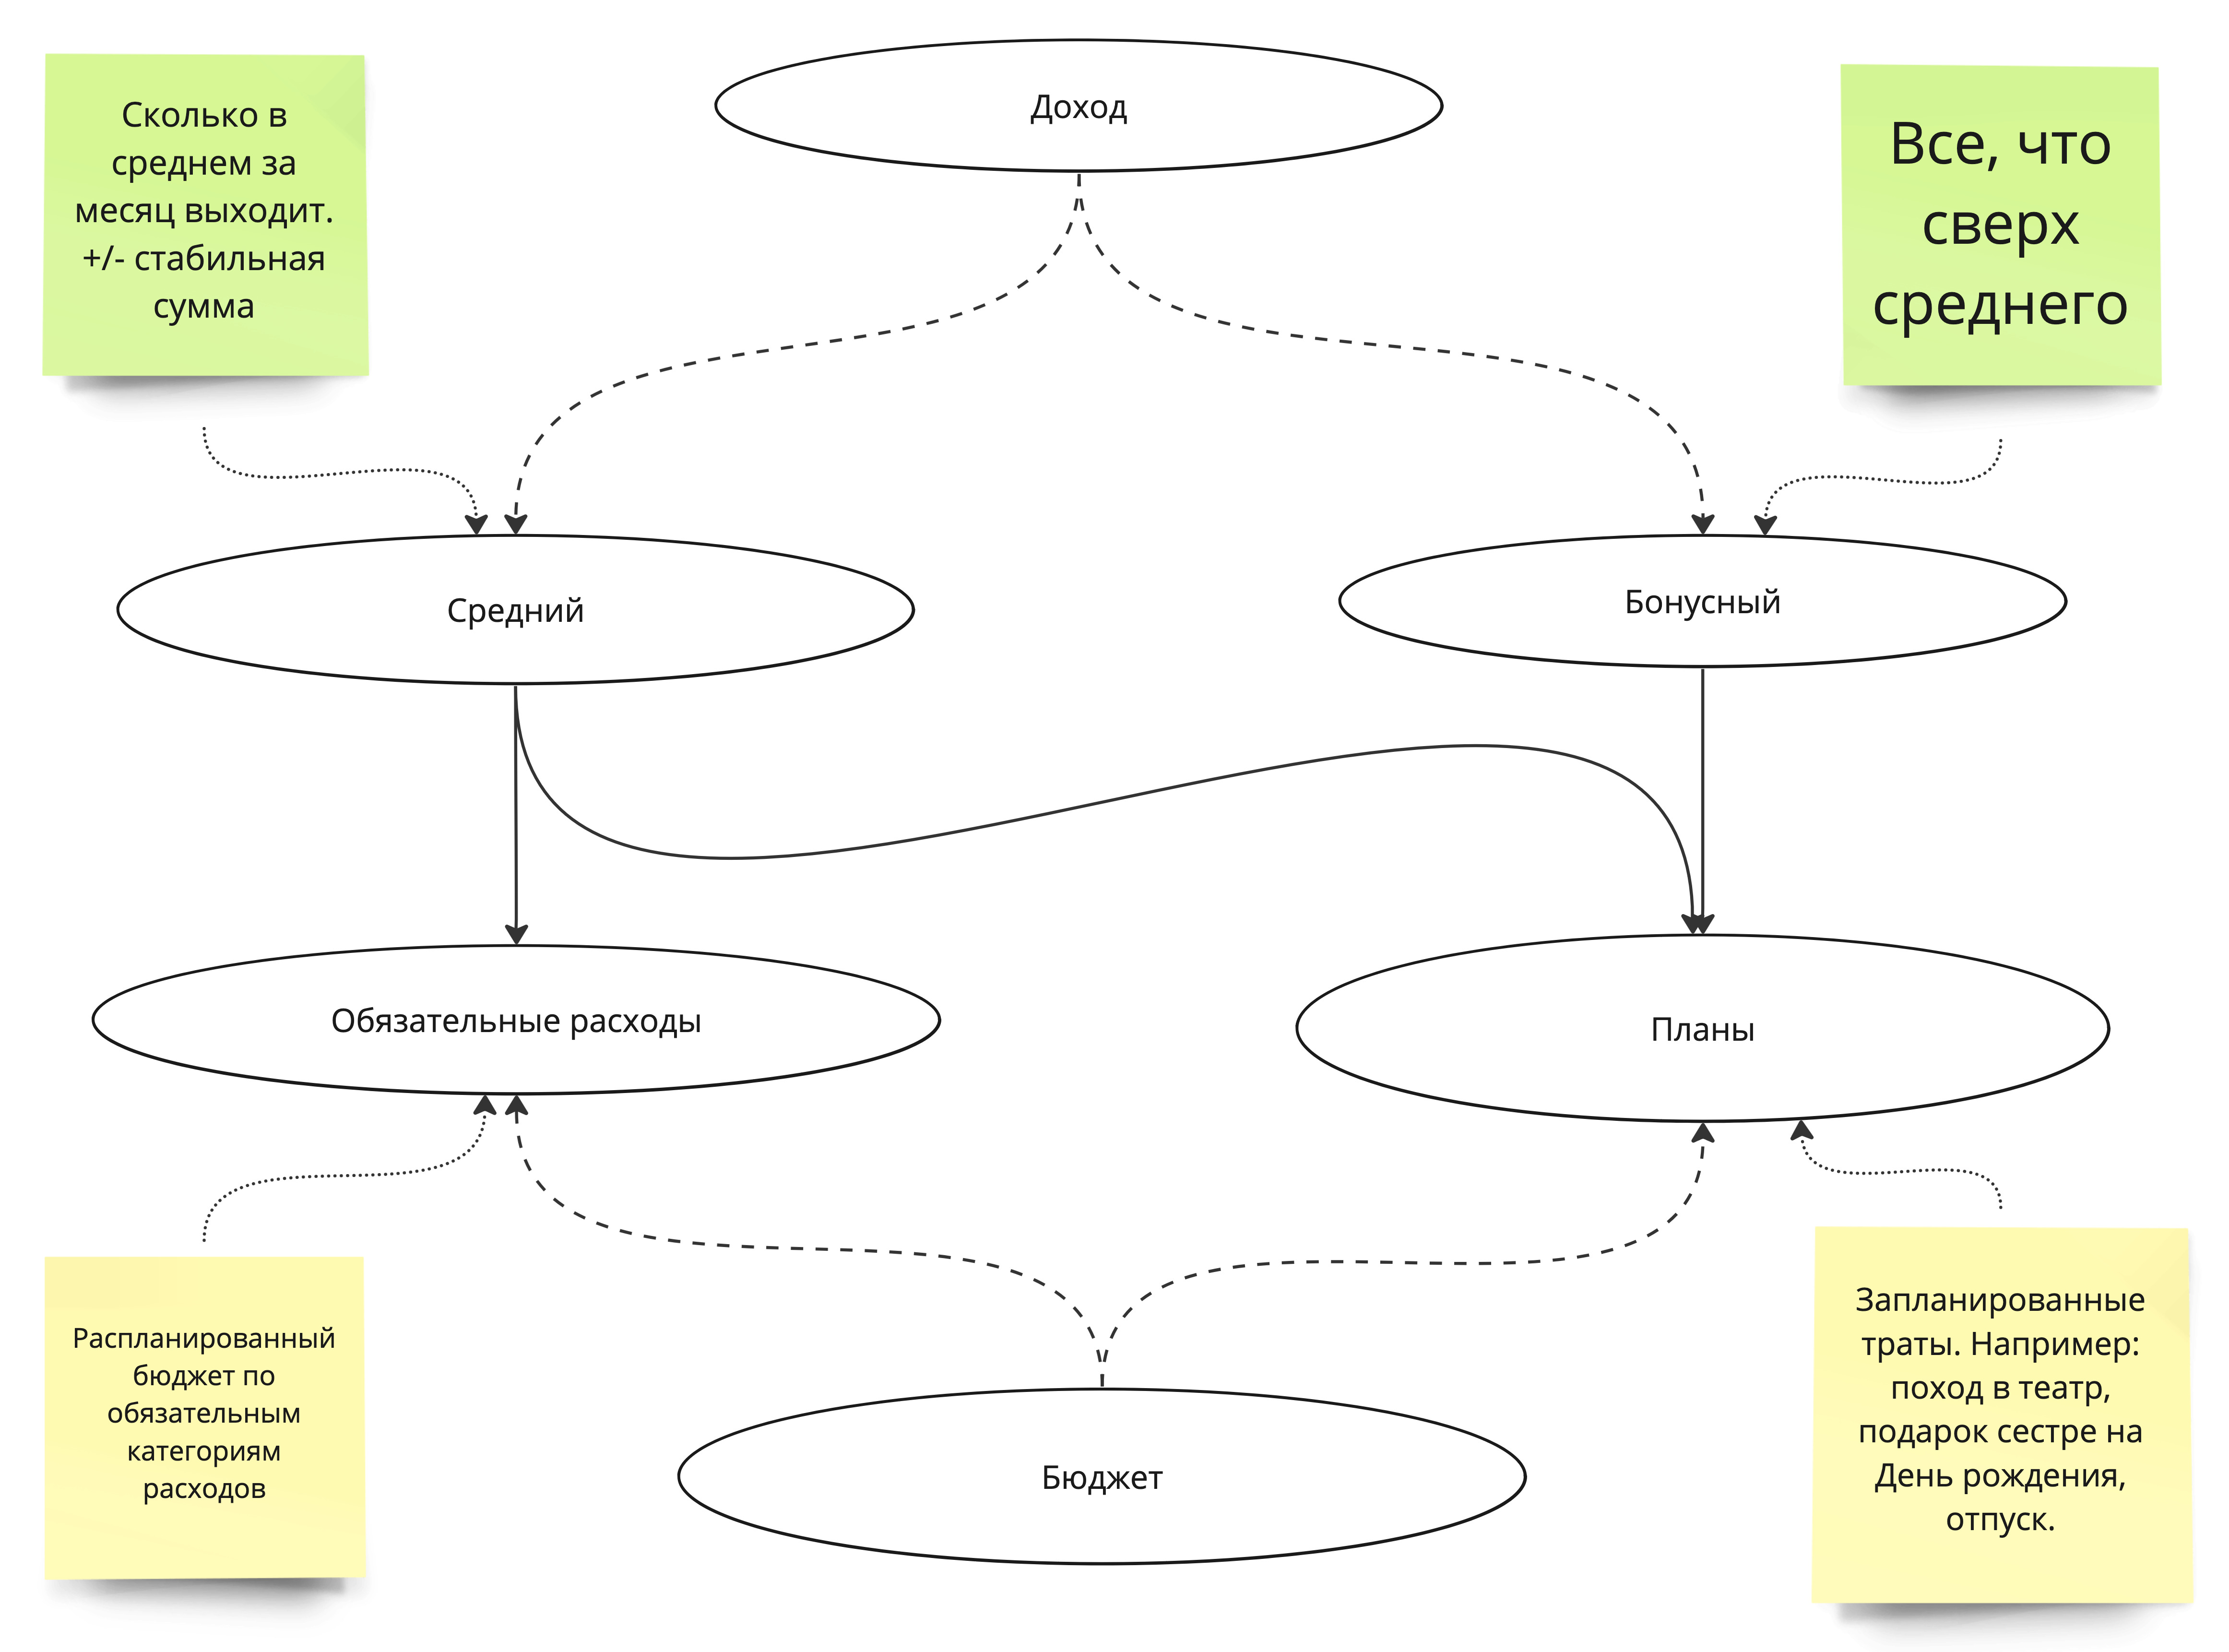 Сколько в
среднем за
месяц выходит.
+/- стабильная
сумма
Доход
Все, что
сверх
среднего
Средний
Бонусный
Обязательные расходы
Планы
Распланированный
бюджет по
обязательным
категориям
расходов
Бюджет
Запланированные
траты. Например:
поход в театр,
подарок сестре на
День рождения,
отпуск.